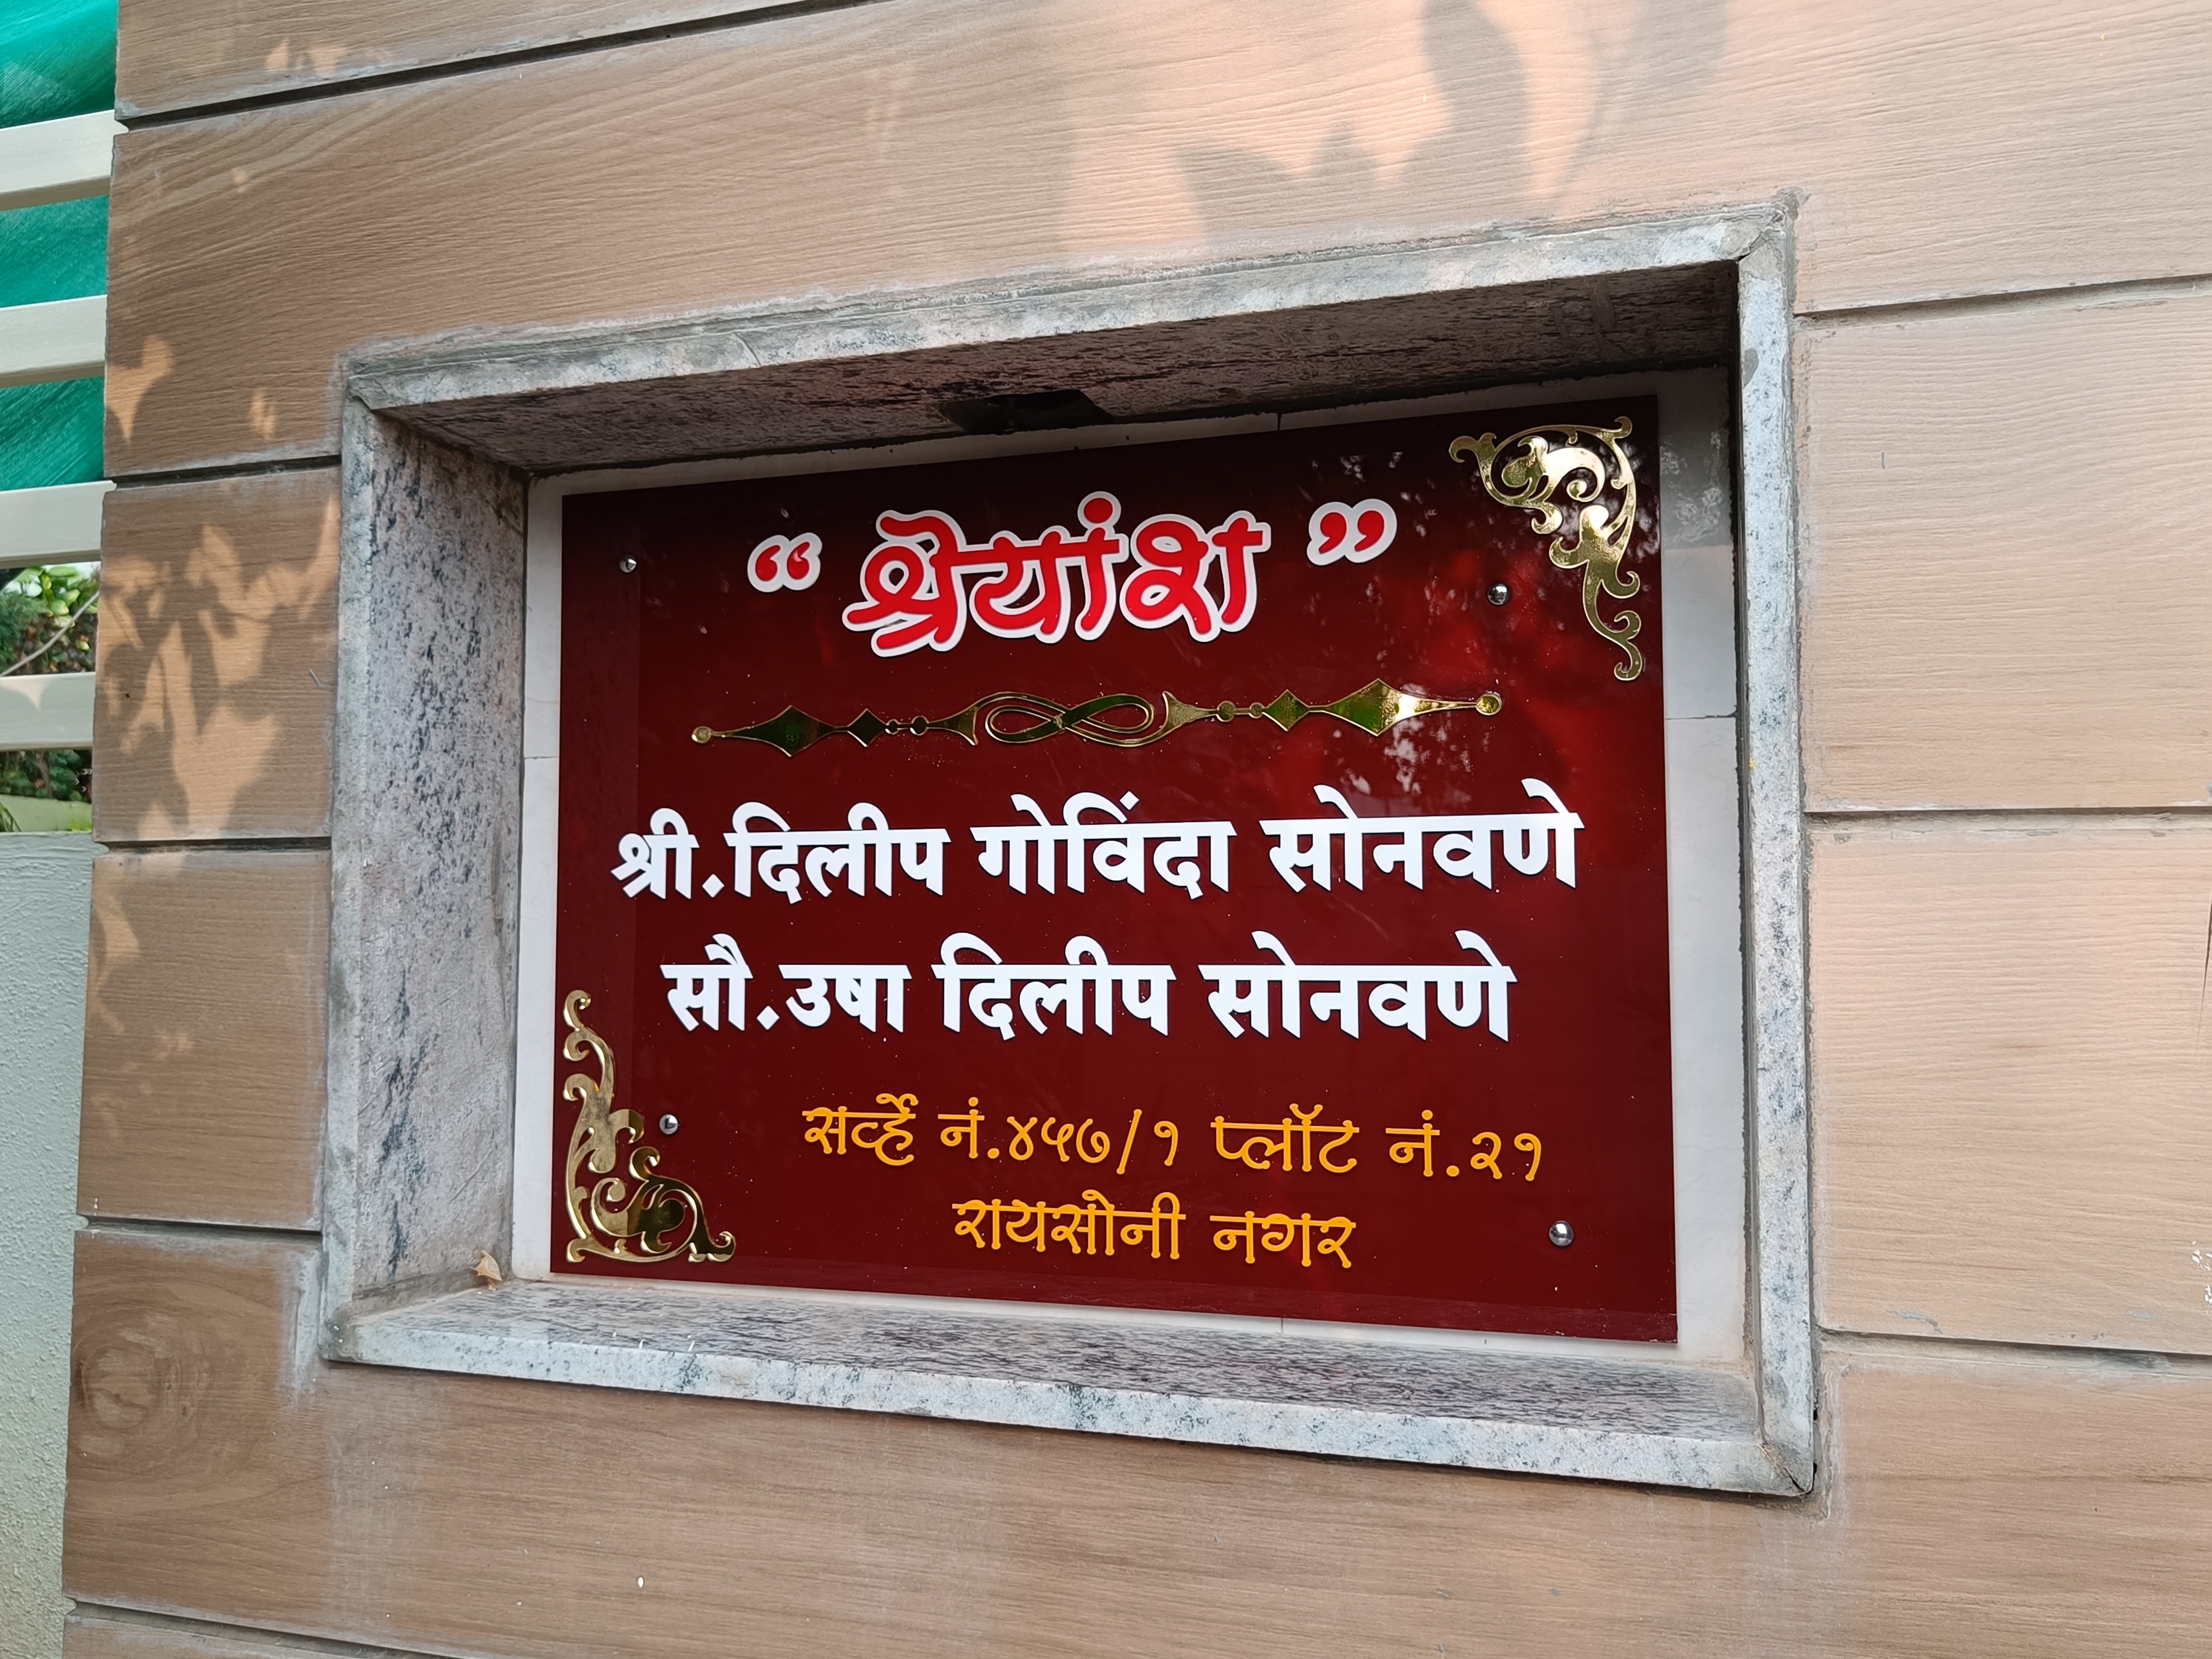 “ श्रेयांश ”
श्री.दिलीप गोविंदा सोनवणे
सौ.उषा दिलीप सोनवणे
सर्व्हे नं.४५७/१ प्लॉट नं.२१
रायसोनी नगर